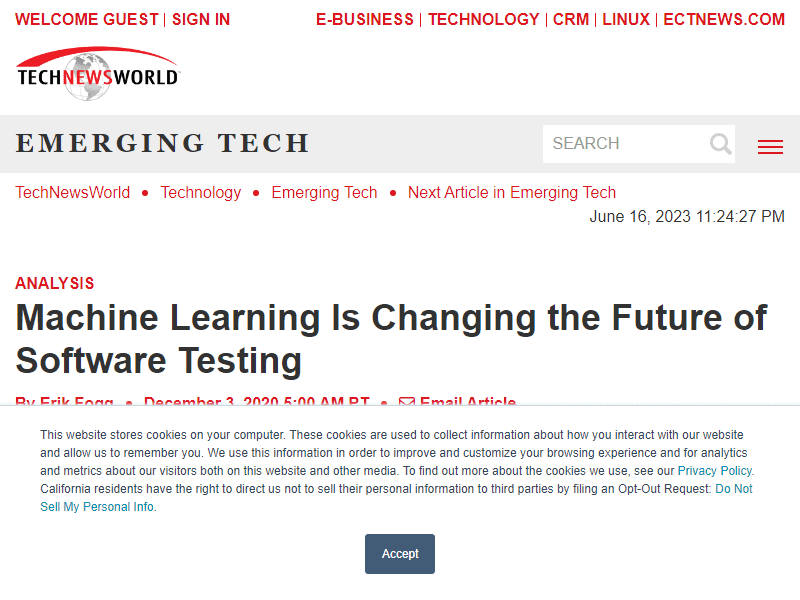 WELCOME GUEST | SIGN IN
E-BUSINESS | TECHNOLOGY | CRM | LINUX | ECTNEWS.COM
TECHNEWSWORLD
EMERGING TECH
SEARCH
TechNewsWorld • Technology • Emerging Tech • Next Article in Emerging Tech
June 16, 2023 11:24:27 PM
ANALYSIS
Machine Learning Is Changing the Future of
Software Testing
By Erik Fogg • December 3, 2020 5:00 AM PT • Email Article
This website stores cookies on your computer. These cookies are used to collect information about how you interact with our website
and allow us to remember you. We use this information in order to improve and customize your browsing experience and for analytics
and metrics about our visitors both on this website and other media. To find out more about the cookies we use, see our Privacy Policy.
California residents have the right to direct us not to sell their personal information to third parties by filing an Opt-Out Request: Do Not
Sell My Personal Info.
Accept